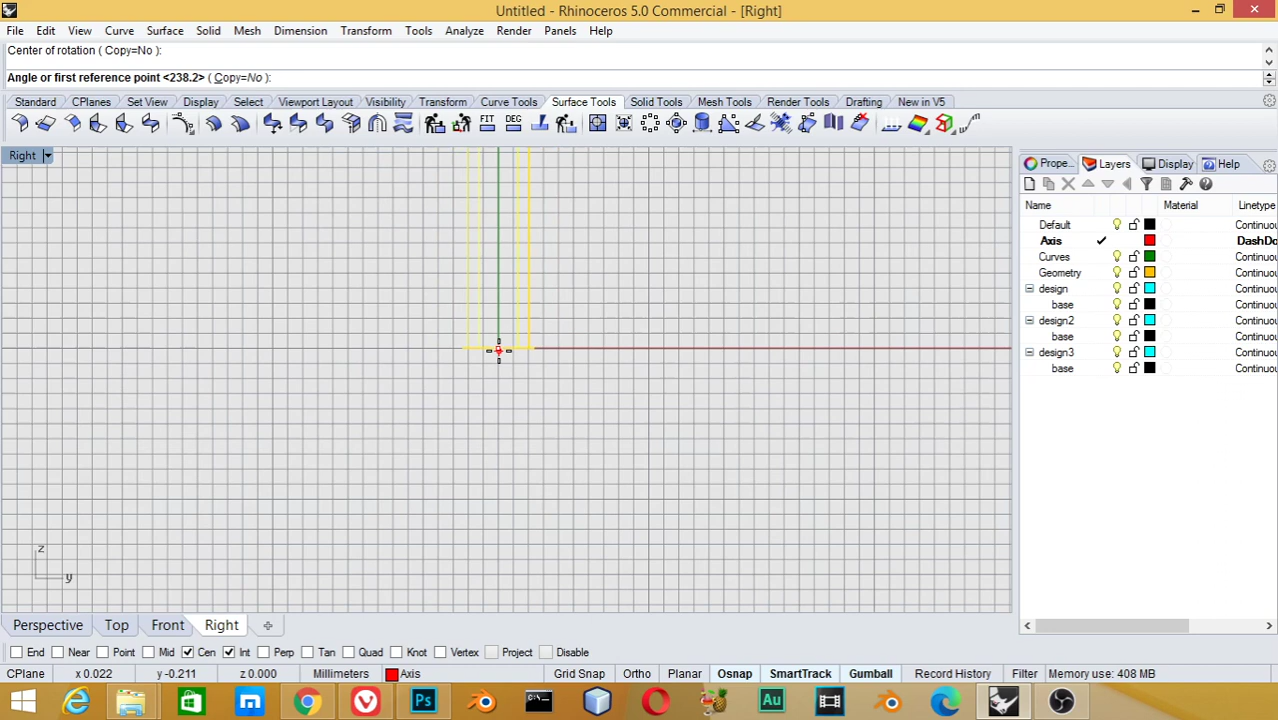 Untitled - Rhinoceros 5.0 Commercial - [Right]
File Edit View Curve Surface Solid Mesh Dimension Transform Tools Analyze Render Panels Help
Center of rotation ( Copy=No ):
Angle or first reference point <238.2> ( Copy=No ):
Standard CPlanes Set View Display Select Viewport Layout Visibility Transform Curve Tools Surface Tools Solid Tools Mesh Tools Render Tools Drafting New in V5
FIT DEG
Right
Prope... Layers Display Help
Name Material Linetype
Default Continuou
Axis DashDo
Curves Continuou
Geometry Continuou
design Continuou
base Continuou
design2 Continuou
base Continuou
design3 Continuou
base Continuou
z
y
Perspective Top Front Right
End Near Point Mid Cen Int Perp Tan Quad Knot Vertex Project Disable
CPlane x 0.022 y -0.211 z 0.000 Millimeters Axis Grid Snap Ortho Planar Osnap SmartTrack Gumball Record History Filter Memory use: 408 MB
Ps Au